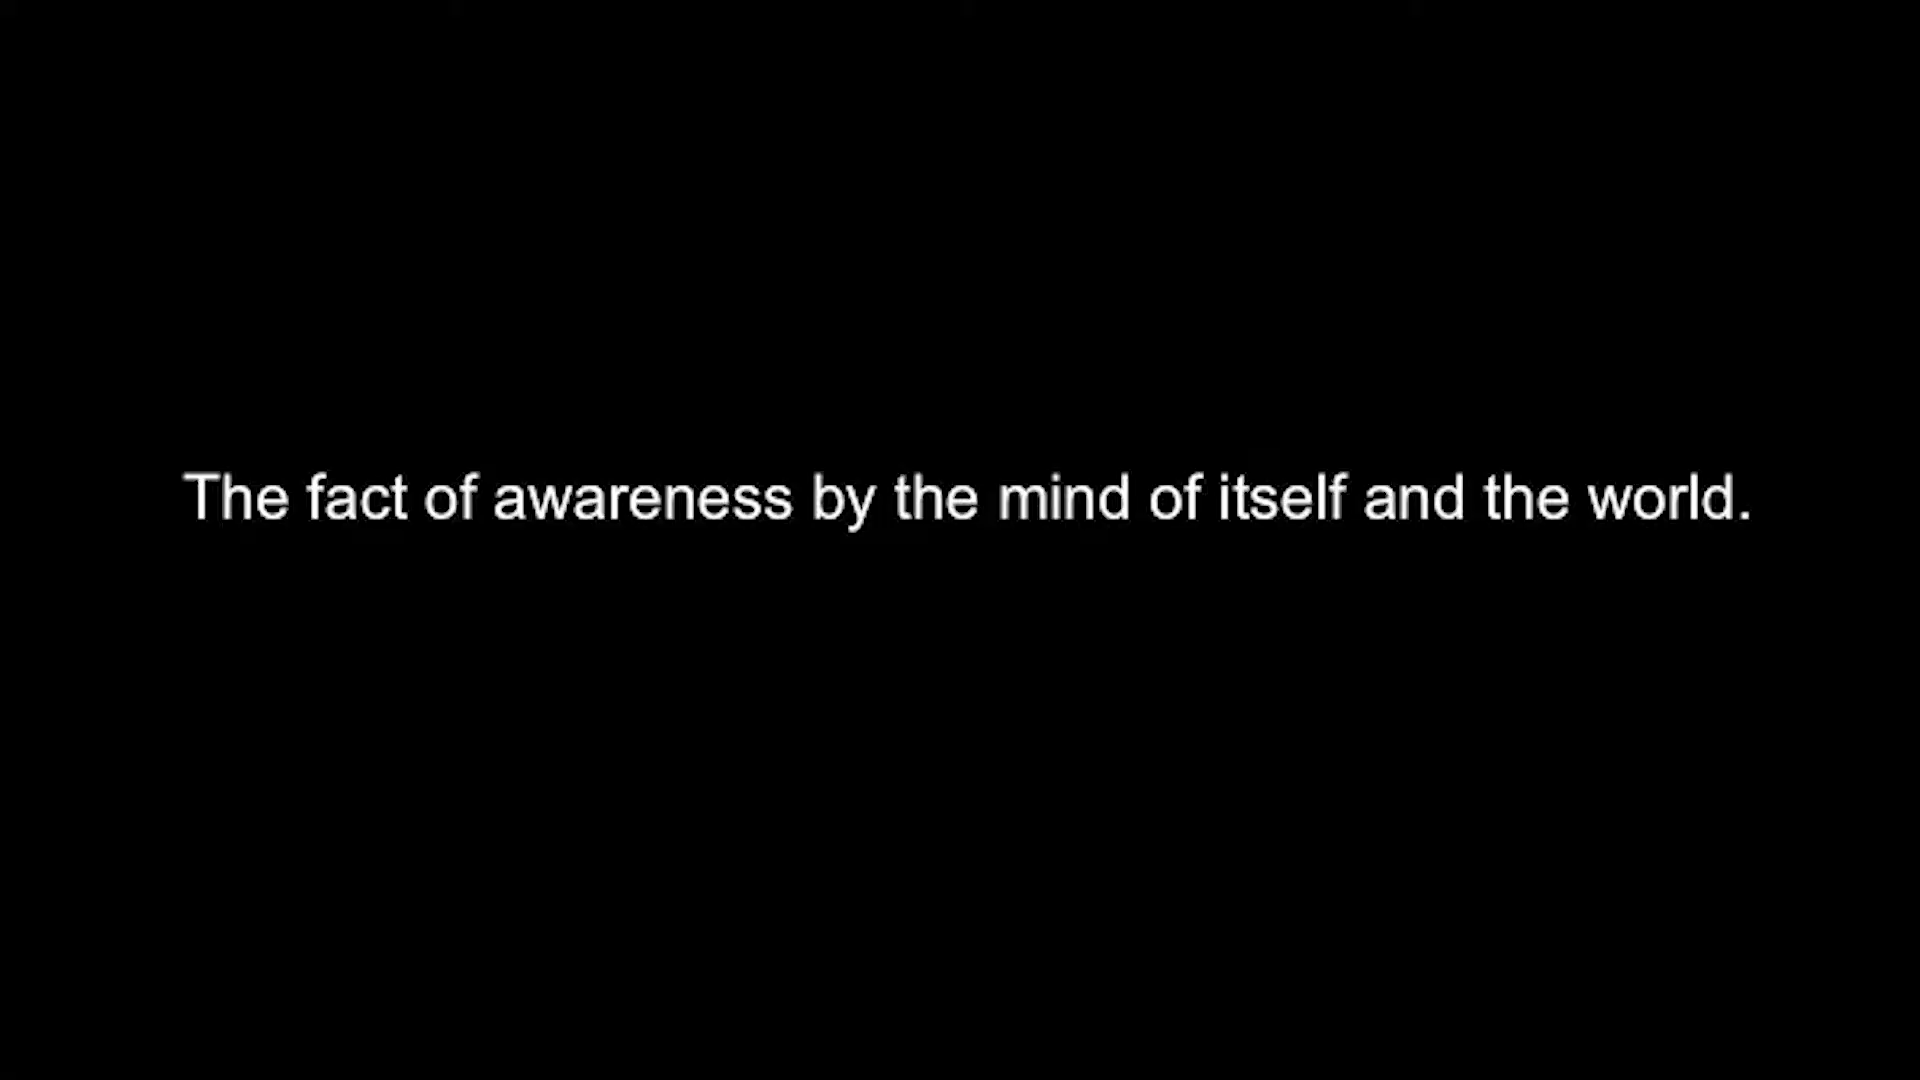 The fact of awareness by the mind of itself and the world.